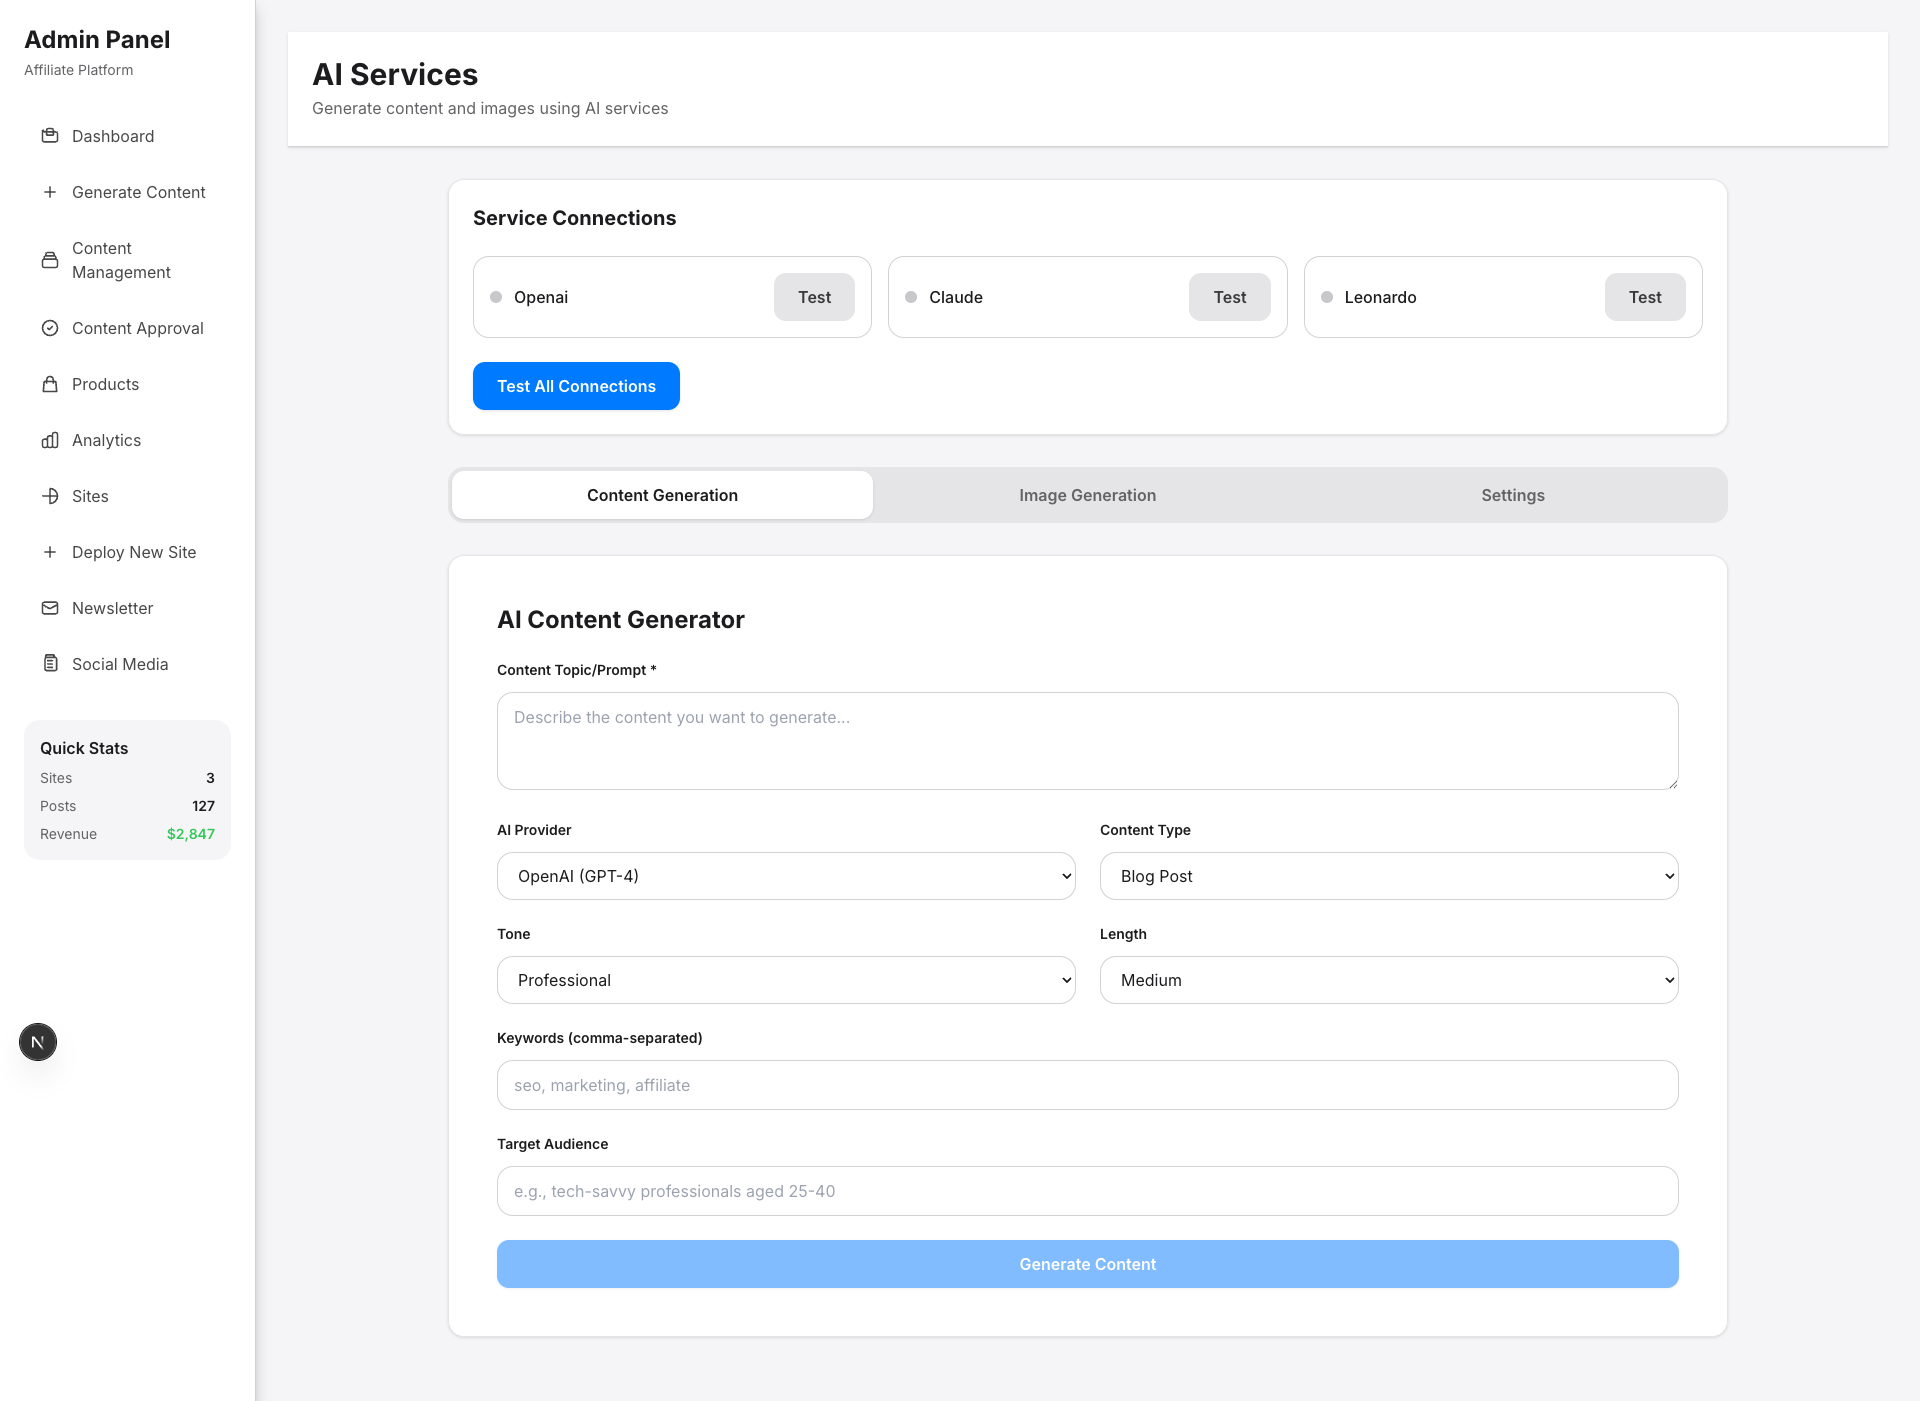 Admin Panel
Affiliate Platform
Dashboard
Generate Content
Content
Management
Content Approval
Products
Analytics
Sites
Deploy New Site
Newsletter
Social Media
Quick Stats
Sites 3
Posts 127
Revenue $2,847
N
AI Services
Generate content and images using AI services
Service Connections
Openai Test
Claude Test
Leonardo Test
Test All Connections
Content Generation
Image Generation
Settings
AI Content Generator
Content Topic/Prompt *
Describe the content you want to generate...
AI Provider
OpenAI (GPT-4)
Content Type
Blog Post
Tone
Professional
Length
Medium
Keywords (comma-separated)
seo, marketing, affiliate
Target Audience
e.g., tech-savvy professionals aged 25-40
Generate Content